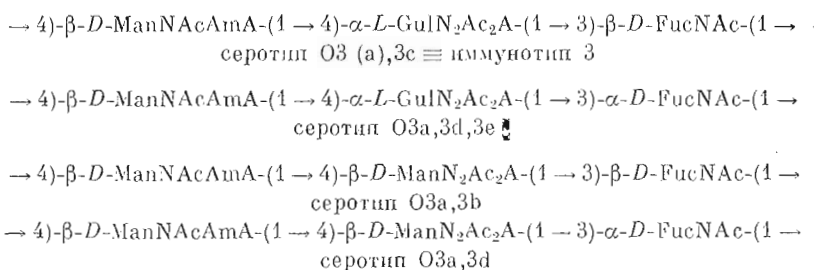 → 4)-β-D-ManNAcAmA-(1 → 4)-α-L-GulN₂Ac₂A-(1 → 3)-β-D-FucNAc-(1 →
серотип O3 (a),3c ≡ иммунотип 3
→ 4)-β-D-ManNAcAmA-(1 → 4)-α-L-GulN₂Ac₂A-(1 → 3)-α-D-FucNAc-(1 →
серотип O3a,3d,3e
→ 4)-β-D-ManNAcAmA-(1 → 4)-β-D-ManN₂Ac₂A-(1 → 3)-β-D-FucNAc-(1 →
серотип O3a,3b
→ 4)-β-D-ManNAcAmA-(1 → 4)-β-D-ManN₂Ac₂A-(1 → 3)-α-D-FucNAc-(1 →
серотип O3a,3d